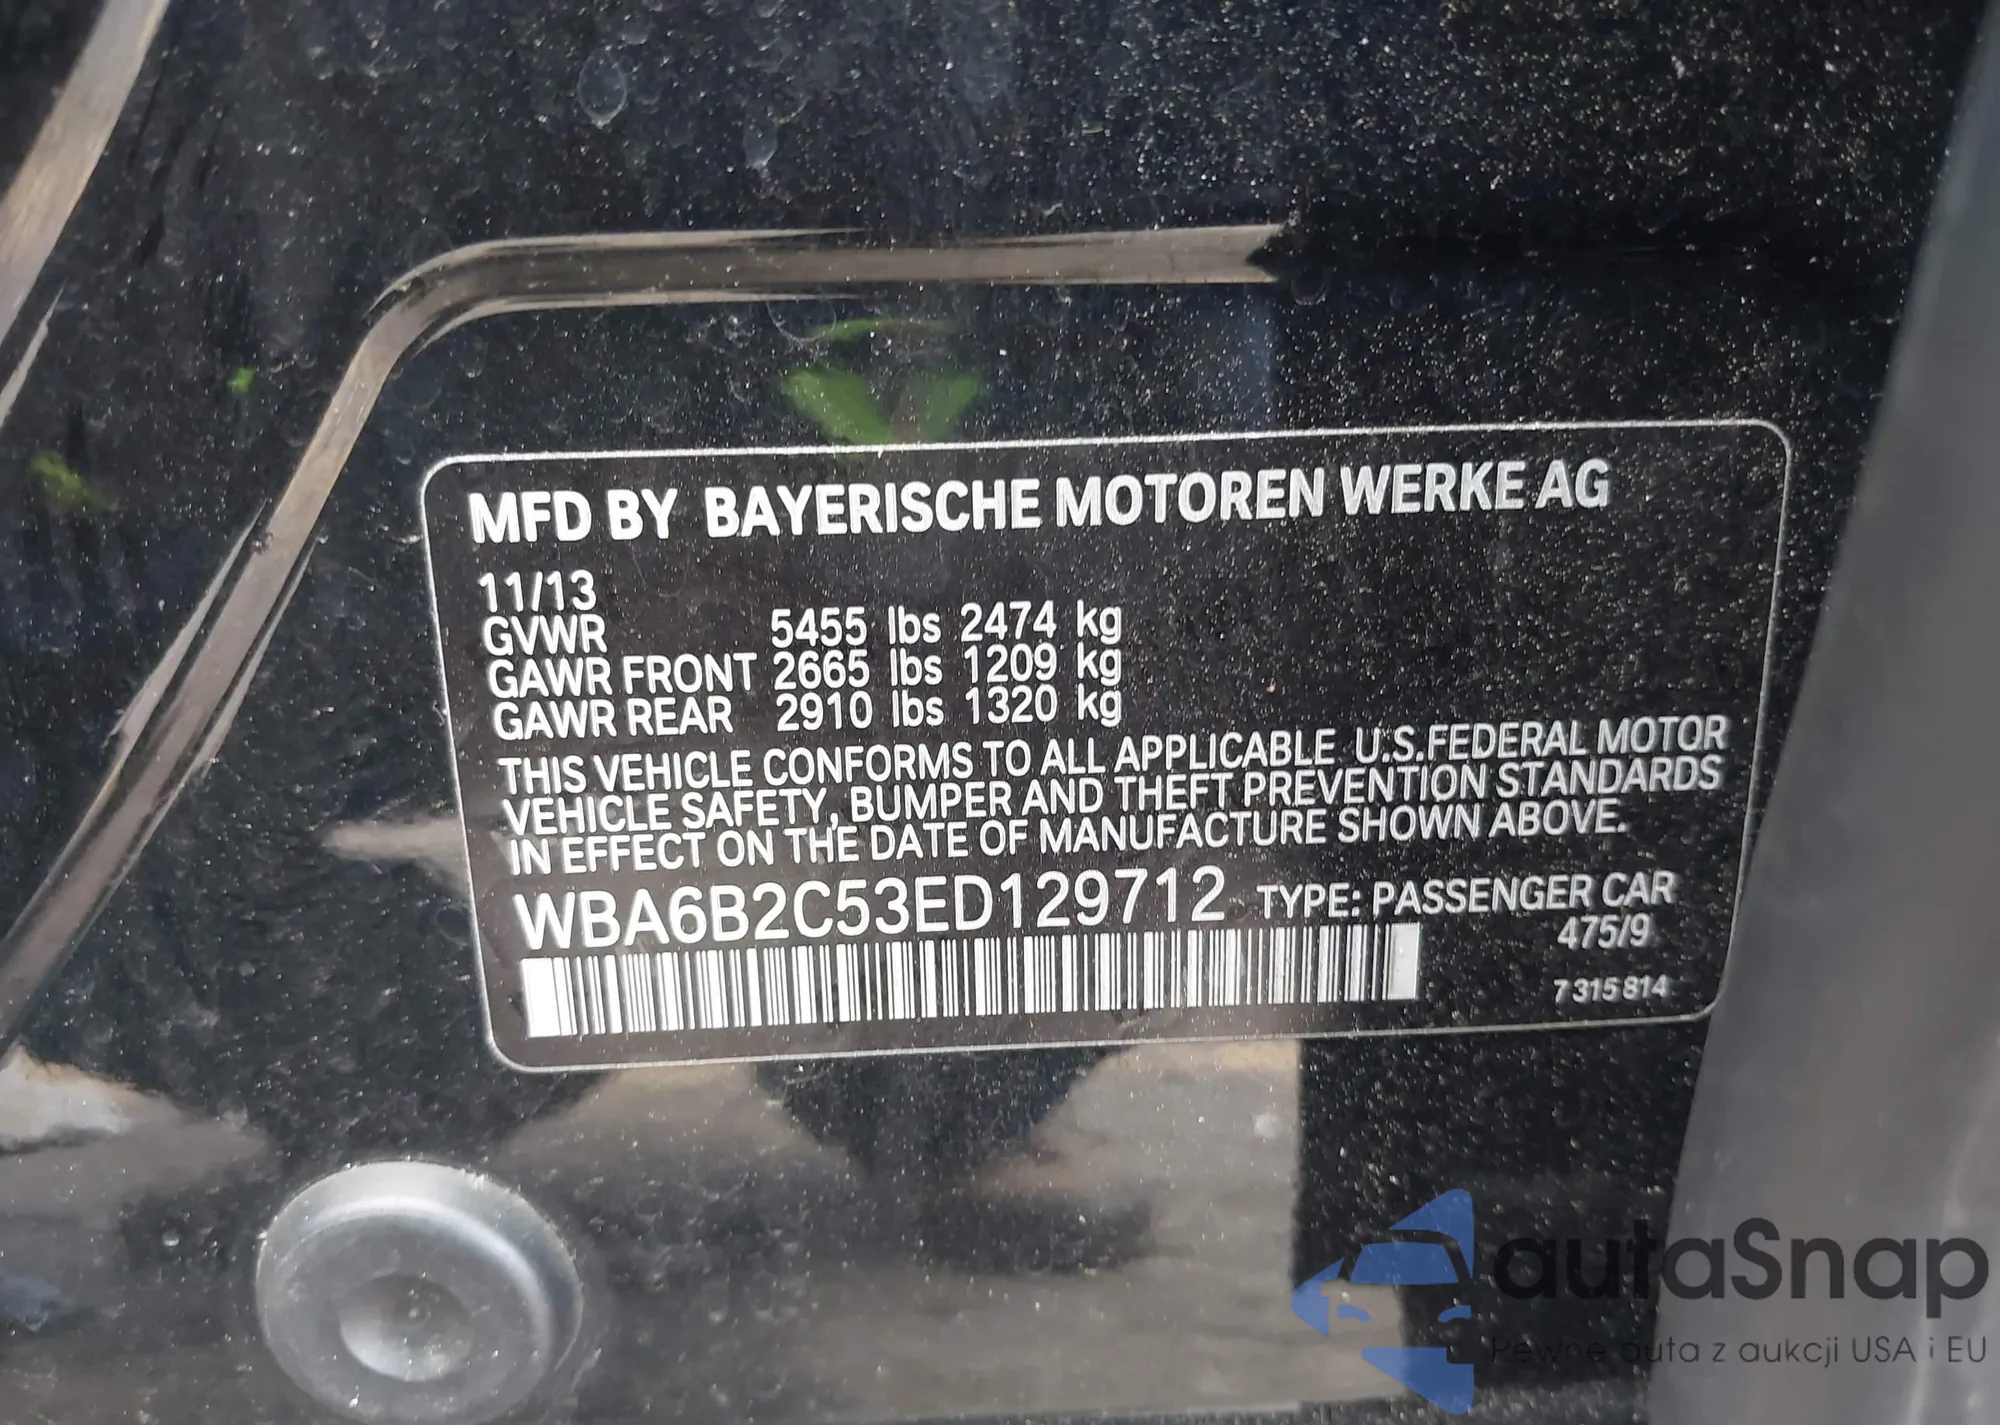 MFD BY BAYERISCHE MOTOREN WERKE AG
11/13
GVWR 5455 lbs 2474 kg
GAWR FRONT 2665 lbs 1209 kg
GAWR REAR 2910 lbs 1320 kg
THIS VEHICLE CONFORMS TO ALL APPLICABLE U.S.FEDERAL MOTOR
VEHICLE SAFETY, BUMPER AND THEFT PREVENTION STANDARDS
IN EFFECT ON THE DATE OF MANUFACTURE SHOWN ABOVE.
WBA6B2C53ED129712 TYPE: PASSENGER CAR
475/9
7 315 814
autaSnap
Pewne auta z aukcji USA i EU